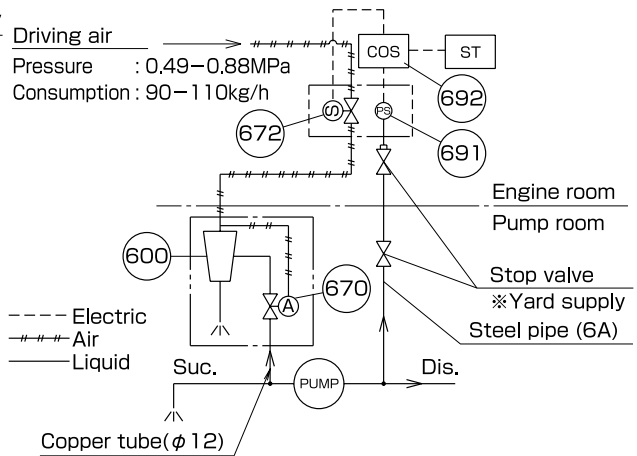 Driving air
Pressure : 0.49-0.88MPa
Consumption : 90-110kg/h
COS
ST
692
S
PS
672
691
Engine room
Pump room
600
A
670
Stop valve
※Yard supply
Steel pipe (6A)
Electric
Air
Liquid
Suc.
PUMP
Dis.
Copper tube(φ12)